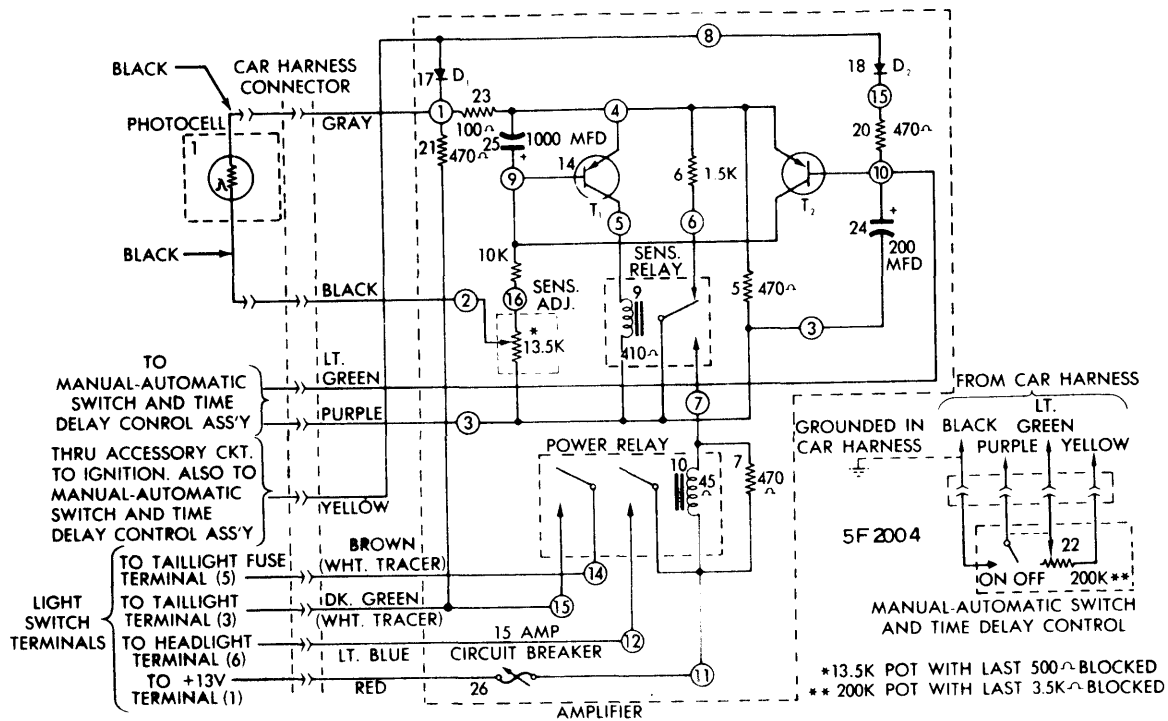 8
BLACK
CAR HARNESS
CONNECTOR
17 D1
18 D2
15
PHOTOCELL
GRAY
1
23
100Ω
4
1
21 470Ω
25
1000 MFD
+
14
T1
9
6 1.5K
T2
20 470Ω
10
+
24
200
MFD
5
6
BLACK
10K
16
SENS.
ADJ.
*
13.5K
SENS.
RELAY
9
410Ω
5 470Ω
3
BLACK
2
TO
MANUAL-AUTOMATIC
SWITCH AND TIME
DELAY CONROL ASS'Y
LT.
GREEN
PURPLE
3
7
THRU ACCESSORY CKT.
TO IGNITION. ALSO TO
MANUAL-AUTOMATIC
SWITCH AND TIME
DELAY CONTROL ASS'Y
YELLOW
POWER RELAY
10
45
Ω
7
470
Ω
FROM CAR HARNESS
GROUNDED IN
CAR HARNESS
BLACK
PURPLE
LT.
GREEN
YELLOW
5F2004
22
ON OFF 200K**
MANUAL-AUTOMATIC SWITCH
AND TIME DELAY CONTROL
LIGHT
SWITCH
TERMINALS
TO TAILLIGHT FUSE
TERMINAL (5)
BROWN
(WHT. TRACER)
14
TO TAILLIGHT
TERMINAL (3)
DK. GREEN
(WHT. TRACER)
15
TO HEADLIGHT
TERMINAL (6)
LT. BLUE
15 AMP
CIRCUIT BREAKER
12
TO +13V
TERMINAL (1)
RED
26
11
AMPLIFIER
*13.5K POT WITH LAST 500Ω BLOCKED
** 200K POT WITH LAST 3.5KΩ BLOCKED